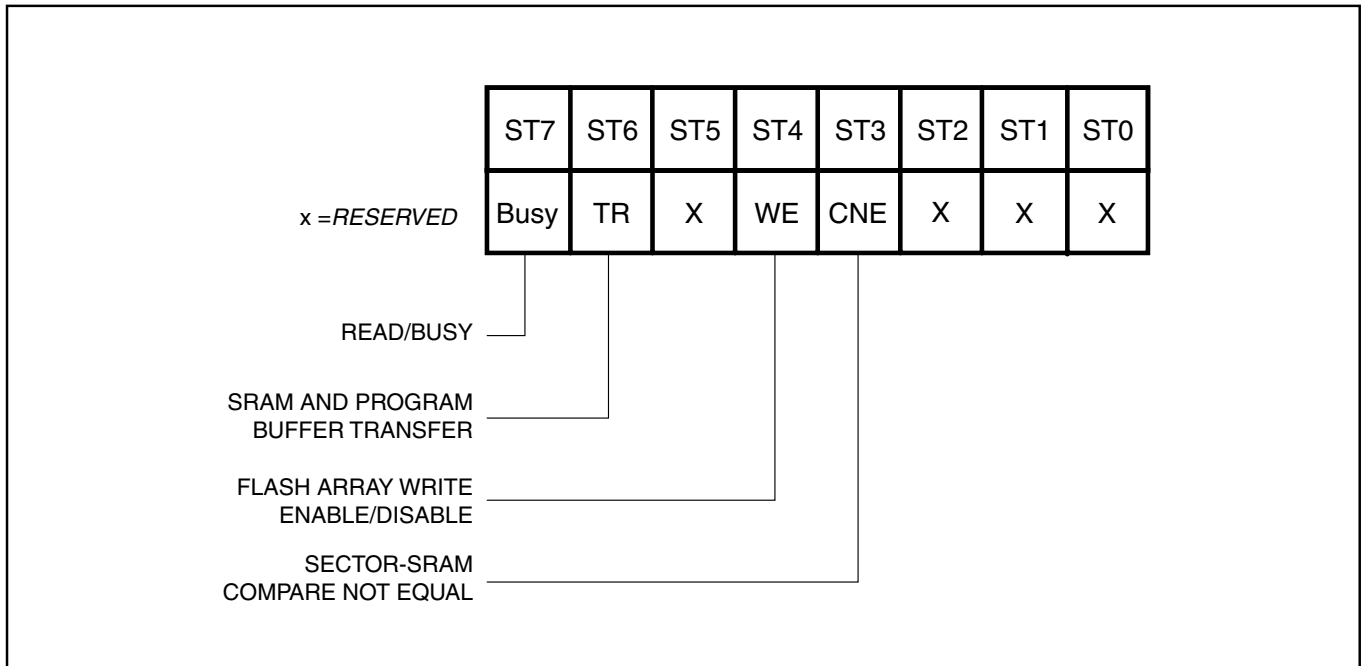 ST7 ST6 ST5 ST4 ST3 ST2 ST1 ST0
x =RESERVED Busy TR X WE CNE X X X
READ/BUSY
SRAM AND PROGRAM
BUFFER TRANSFER
FLASH ARRAY WRITE
ENABLE/DISABLE
SECTOR-SRAM
COMPARE NOT EQUAL